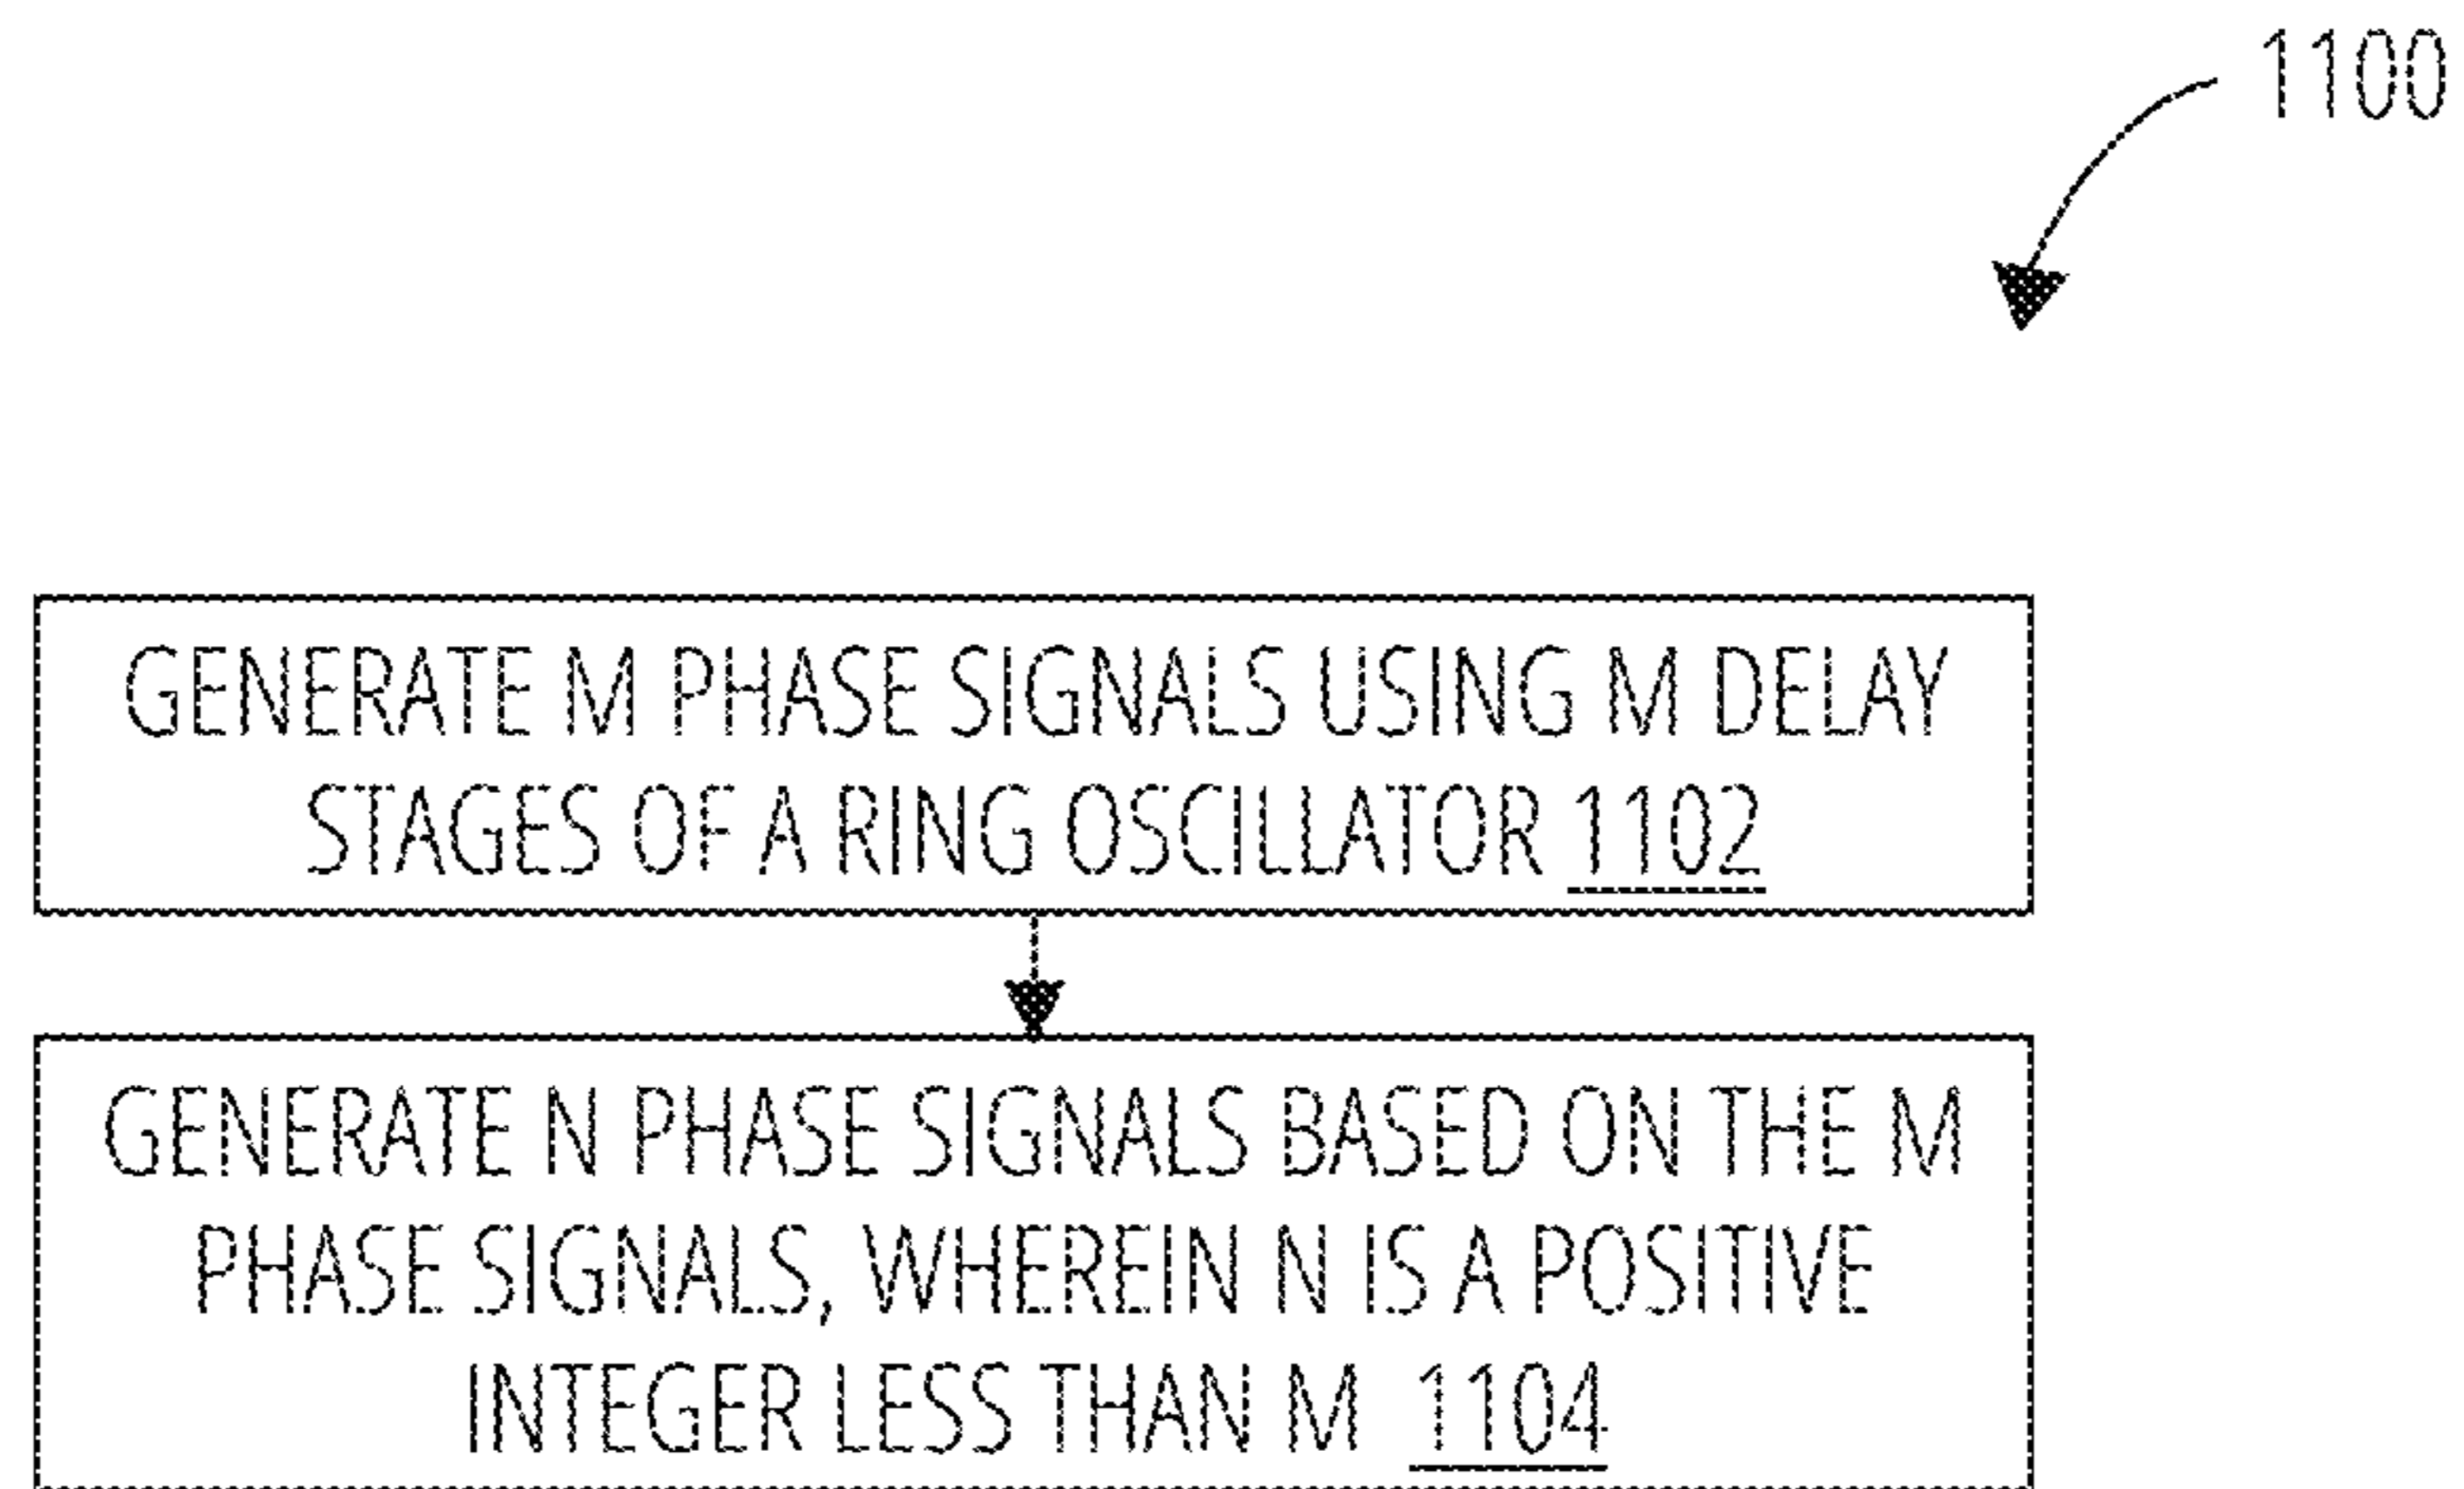 1100
GENERATE M PHASE SIGNALS USING M DELAY
STAGES OF A RING OSCILLATOR 1102
GENERATE N PHASE SIGNALS BASED ON THE M
PHASE SIGNALS, WHEREIN N IS A POSITIVE
INTEGER LESS THAN M 1104